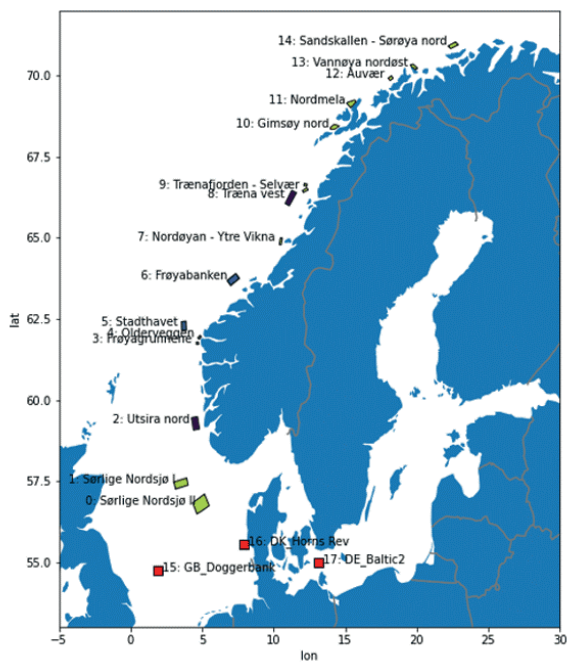 14: Sandskallen - Sørøya nord
13: Vannøya nordøst
12: Auvær
11: Nordmela
10: Gimsøy nord
9: Trænafjorden - Selvær
8: Træna vest
7: Nordøyan - Ytre Vikna
6: Frøyabanken
5: Stadthavet
4: Olderveggen
3: Frøyagrunnene
2: Utsira nord
1: Sørlige Nordsjø I
0: Sørlige Nordsjø II
16: DK_Horns Rev
17: DE_Baltic2
15: GB_Doggerbank
70.0
67.5
65.0
62.5
60.0
57.5
55.0
lat
-5 0 5 10 15 20 25 30
lon